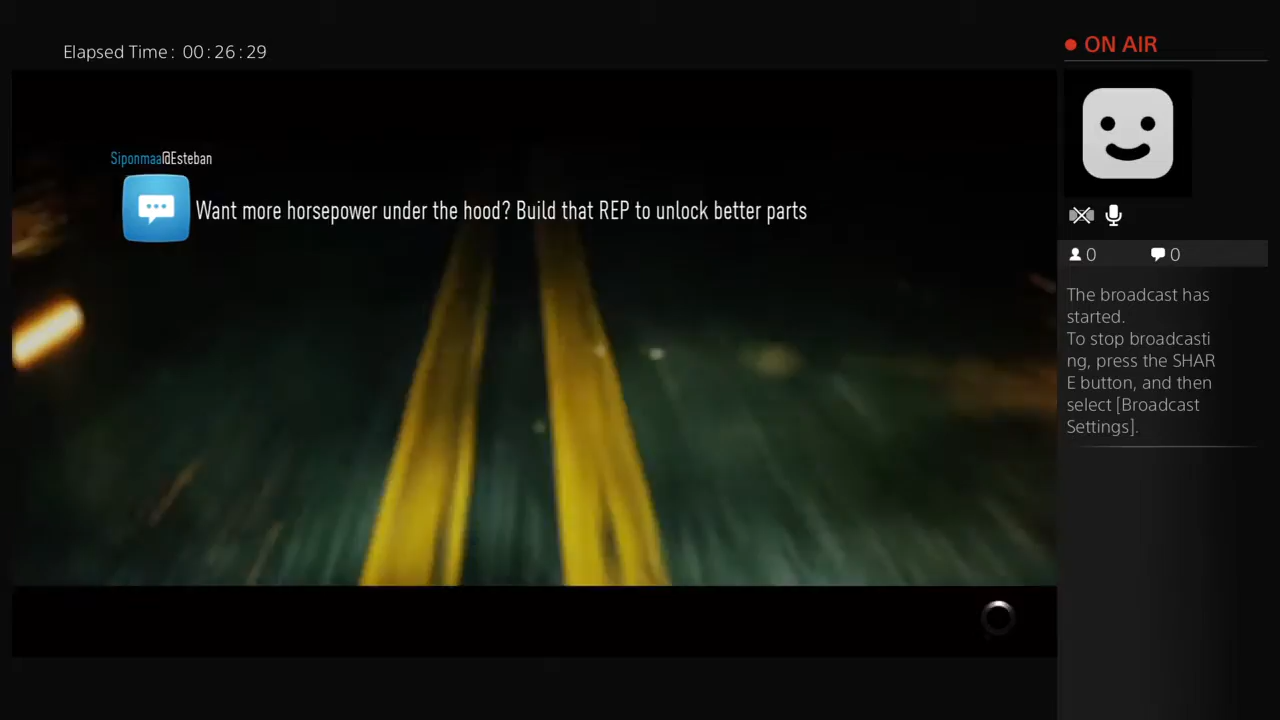 Elapsed Time: 00:26:29
ON AIR
Siponmaa@Esteban
Want more horsepower under the hood? Build that REP to unlock better parts
0 0
The broadcast has
started.
To stop broadcasti
ng, press the SHAR
E button, and then
select [Broadcast
Settings].